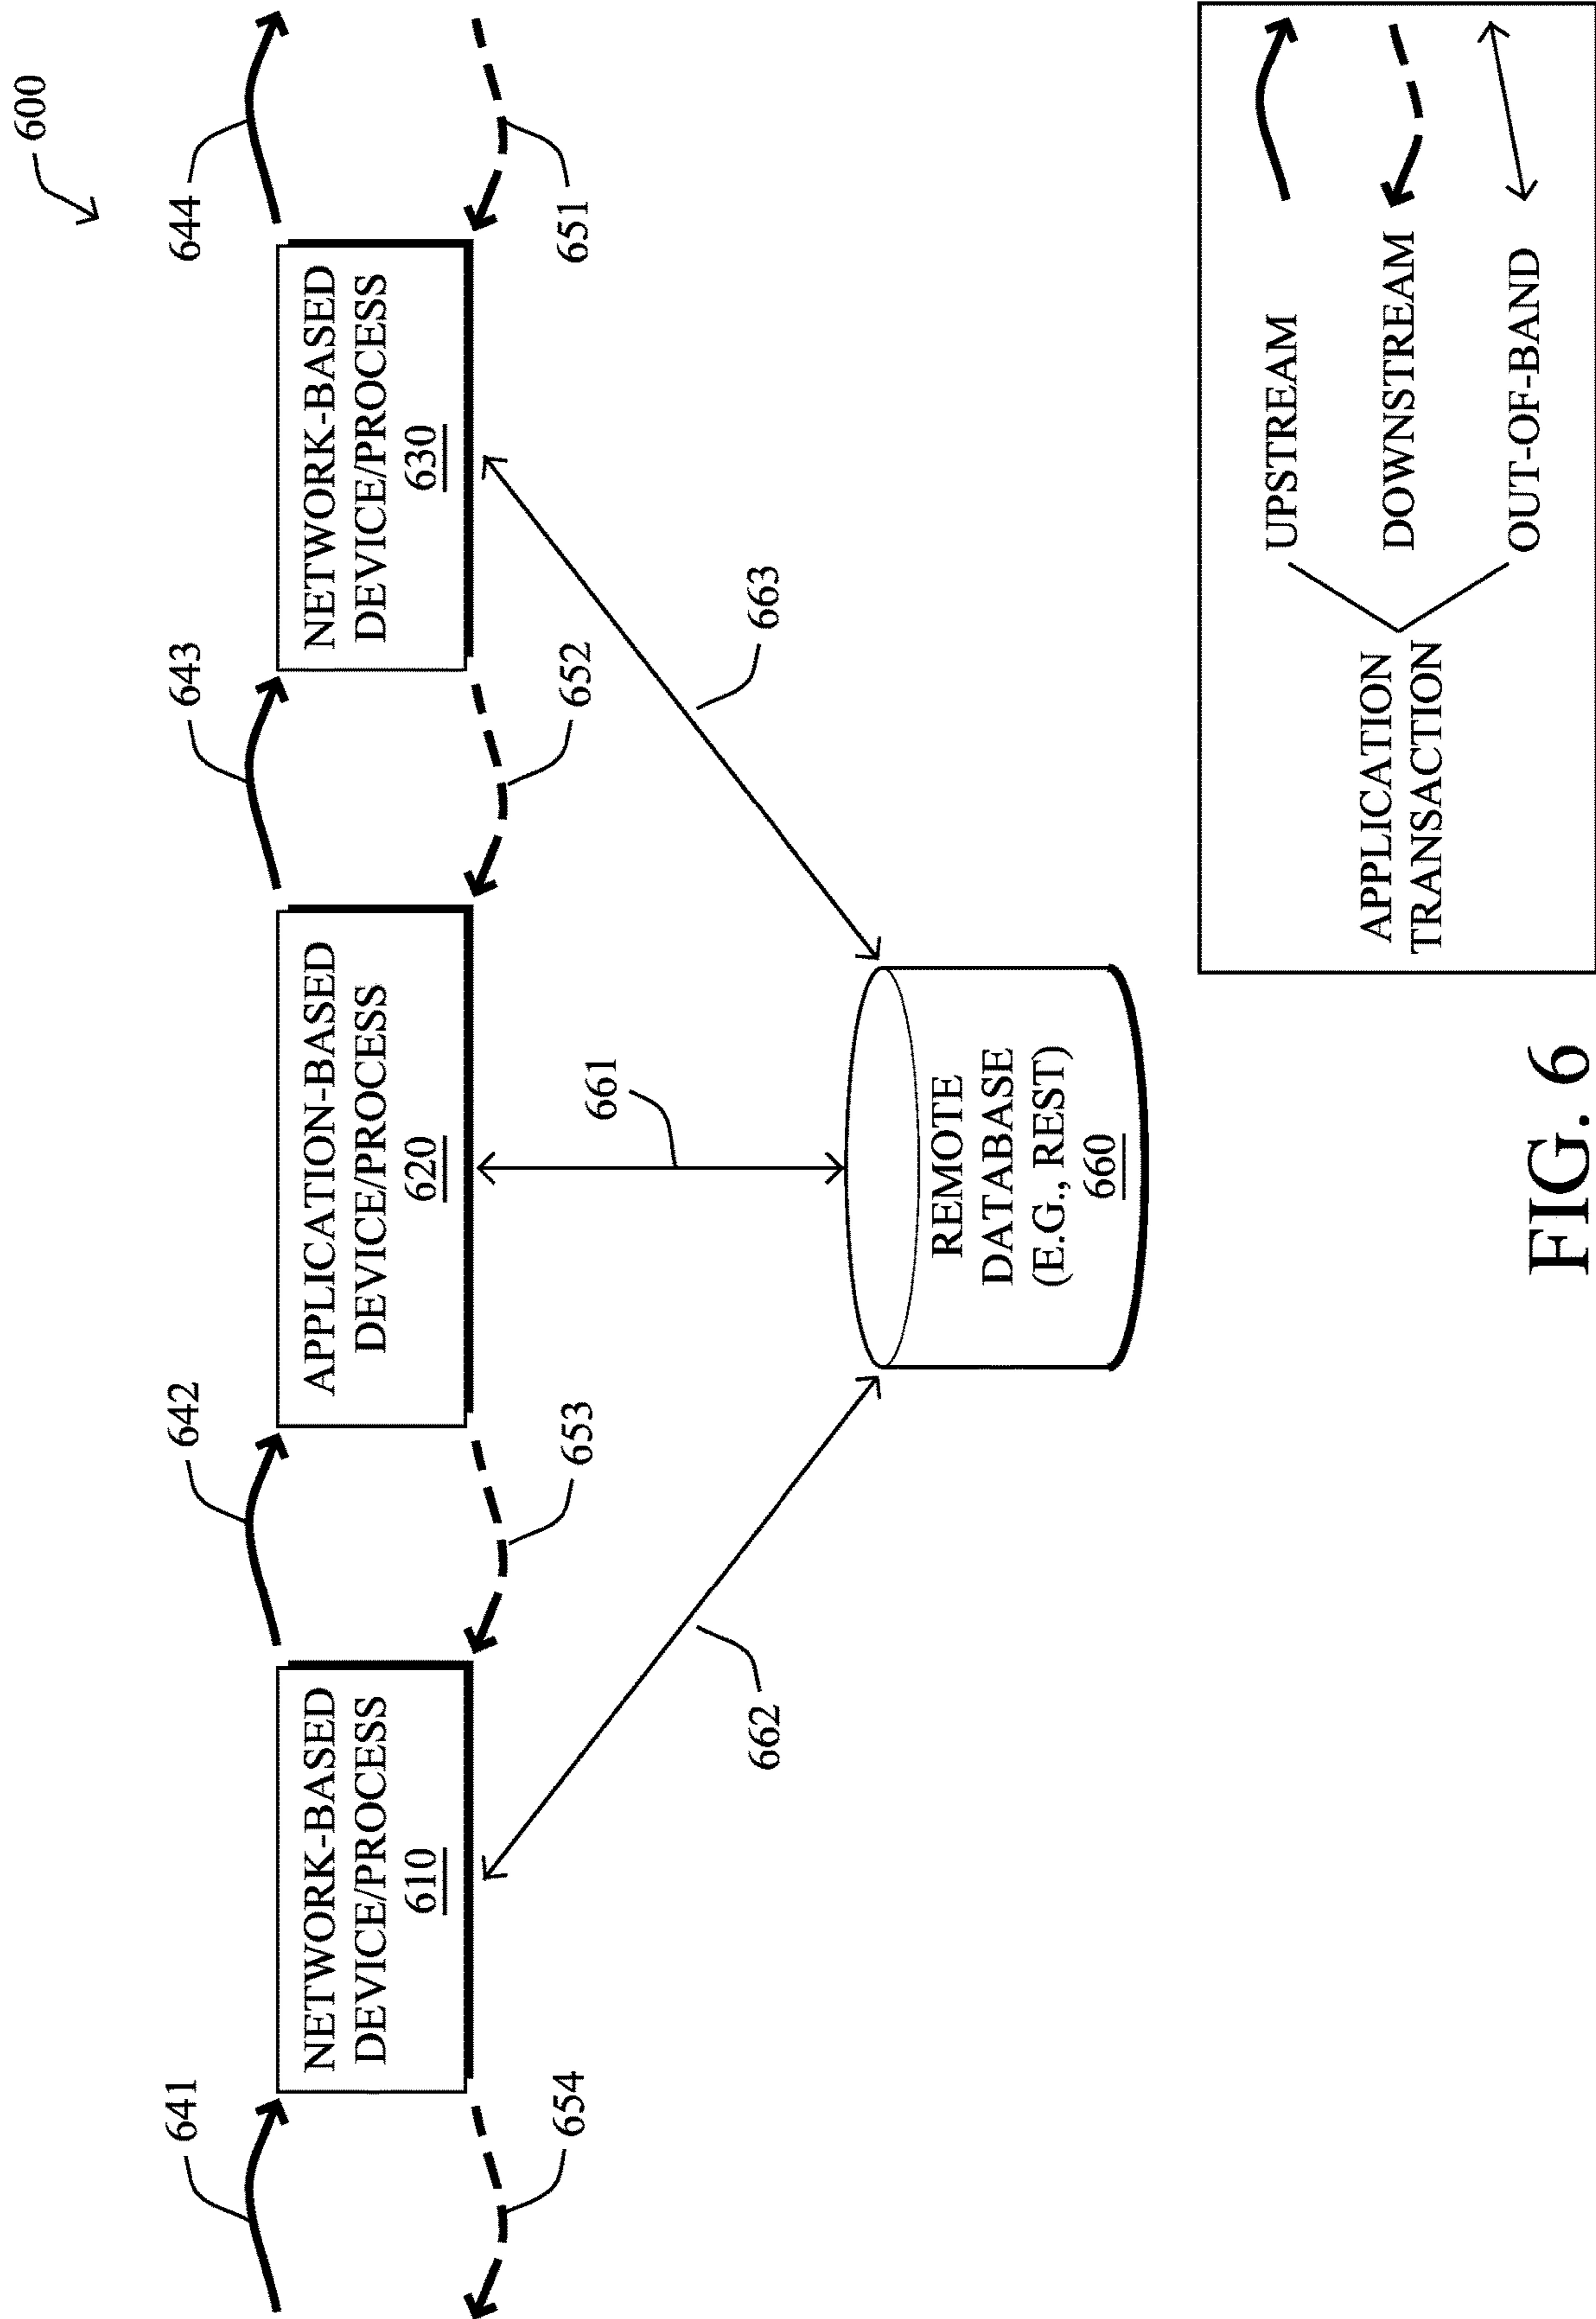 600
641
642
643
644
NETWORK-BASED
DEVICE/PROCESS
610
APPLICATION-BASED
DEVICE/PROCESS
620
NETWORK-BASED
DEVICE/PROCESS
630
654
653
652
651
662
661
663
REMOTE
DATABASE
(E.G., REST)
660
APPLICATION
TRANSACTION
UPSTREAM
DOWNSTREAM
OUT-OF-BAND
FIG. 6